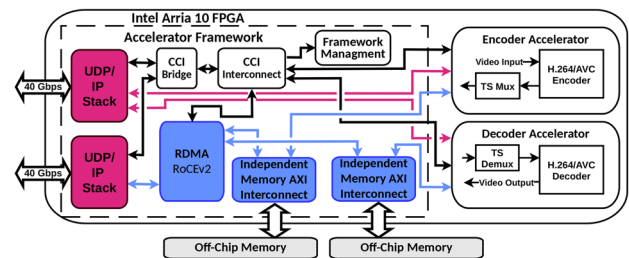 Intel Arria 10 FPGA
Accelerator Framework
40 Gbps
UDP/
IP
Stack
CCI
Bridge
CCI
Interconnect
Framework
Managment
40 Gbps
UDP/
IP
Stack
RDMA
RoCEv2
Independent
Memory AXI
Interconnect
Independent
Memory AXI
Interconnect
Off-Chip Memory
Off-Chip Memory
Encoder Accelerator
Video Input
TS Mux
H.264/AVC
Encoder
Decoder Accelerator
TS
Demux
Video Output
H.264/AVC
Decoder